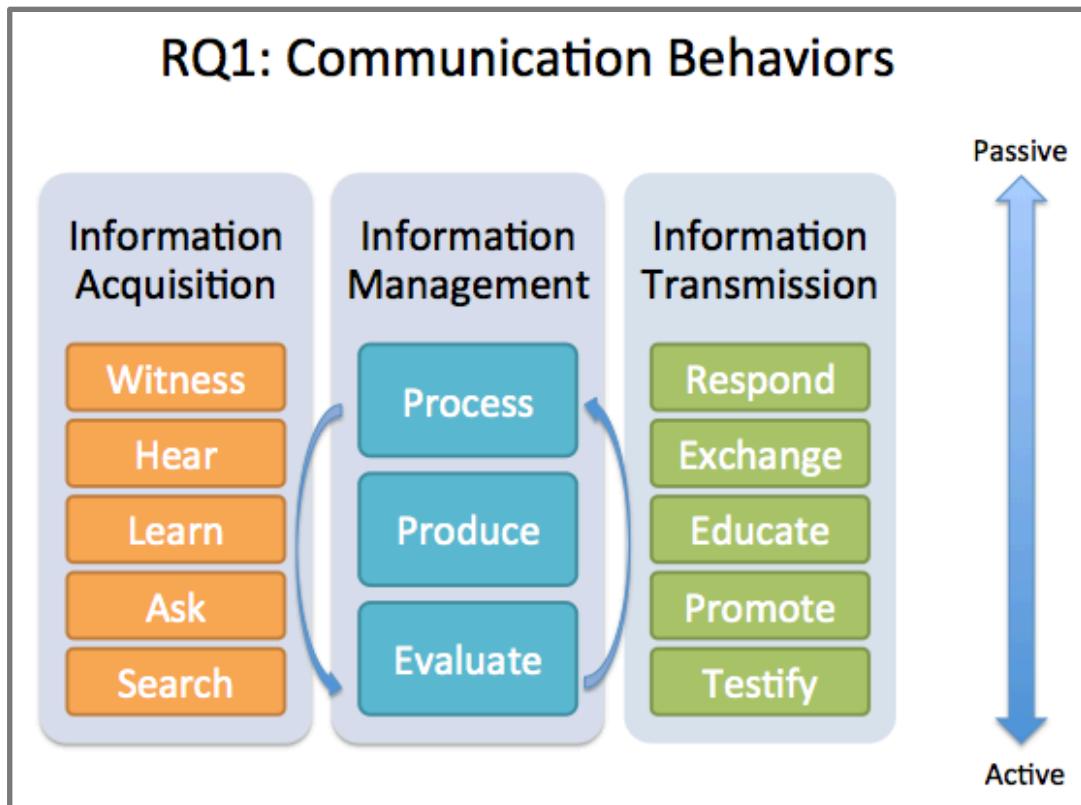 RQ1: Communication Behaviors
Passive
Information
Acquisition
Witness
Hear
Learn
Ask
Search
Information
Management
Process
Produce
Evaluate
Information
Transmission
Respond
Exchange
Educate
Promote
Testify
Active